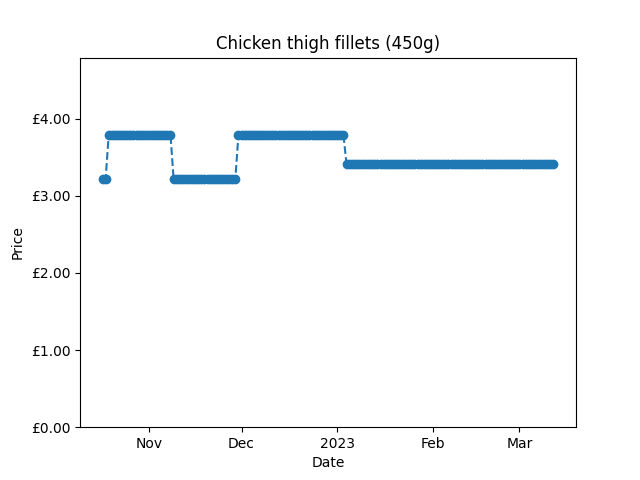 Chicken thigh fillets (450g)
£4.00
£3.00
£2.00
£1.00
£0.00
Price
Nov Dec 2023 Feb Mar
Date